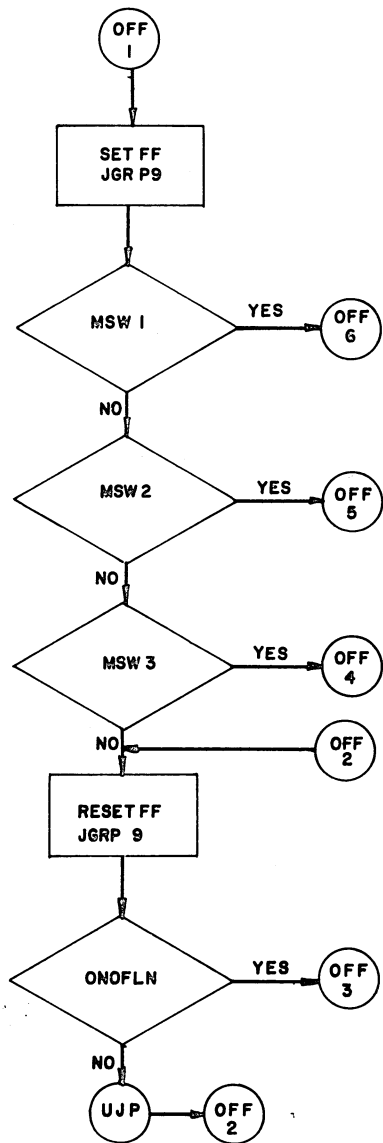 OFF
1
SET FF
JGR P9
MSW 1
YES
OFF
6
NO
MSW 2
YES
OFF
5
NO
MSW 3
YES
OFF
4
NO
OFF
2
RESET FF
JGRP 9
ONOFLN
YES
OFF
3
NO
UJP
OFF
2